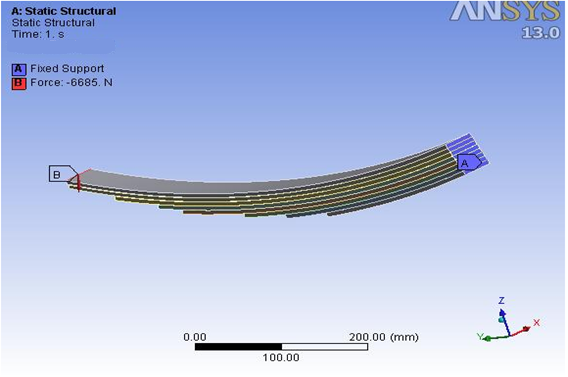 A: Static Structural
Static Structural
Time: 1. s
A Fixed Support
B Force: -6685. N
ANSYS
13.0
B
A
Z
X
Y
0.00 200.00 (mm)
100.00